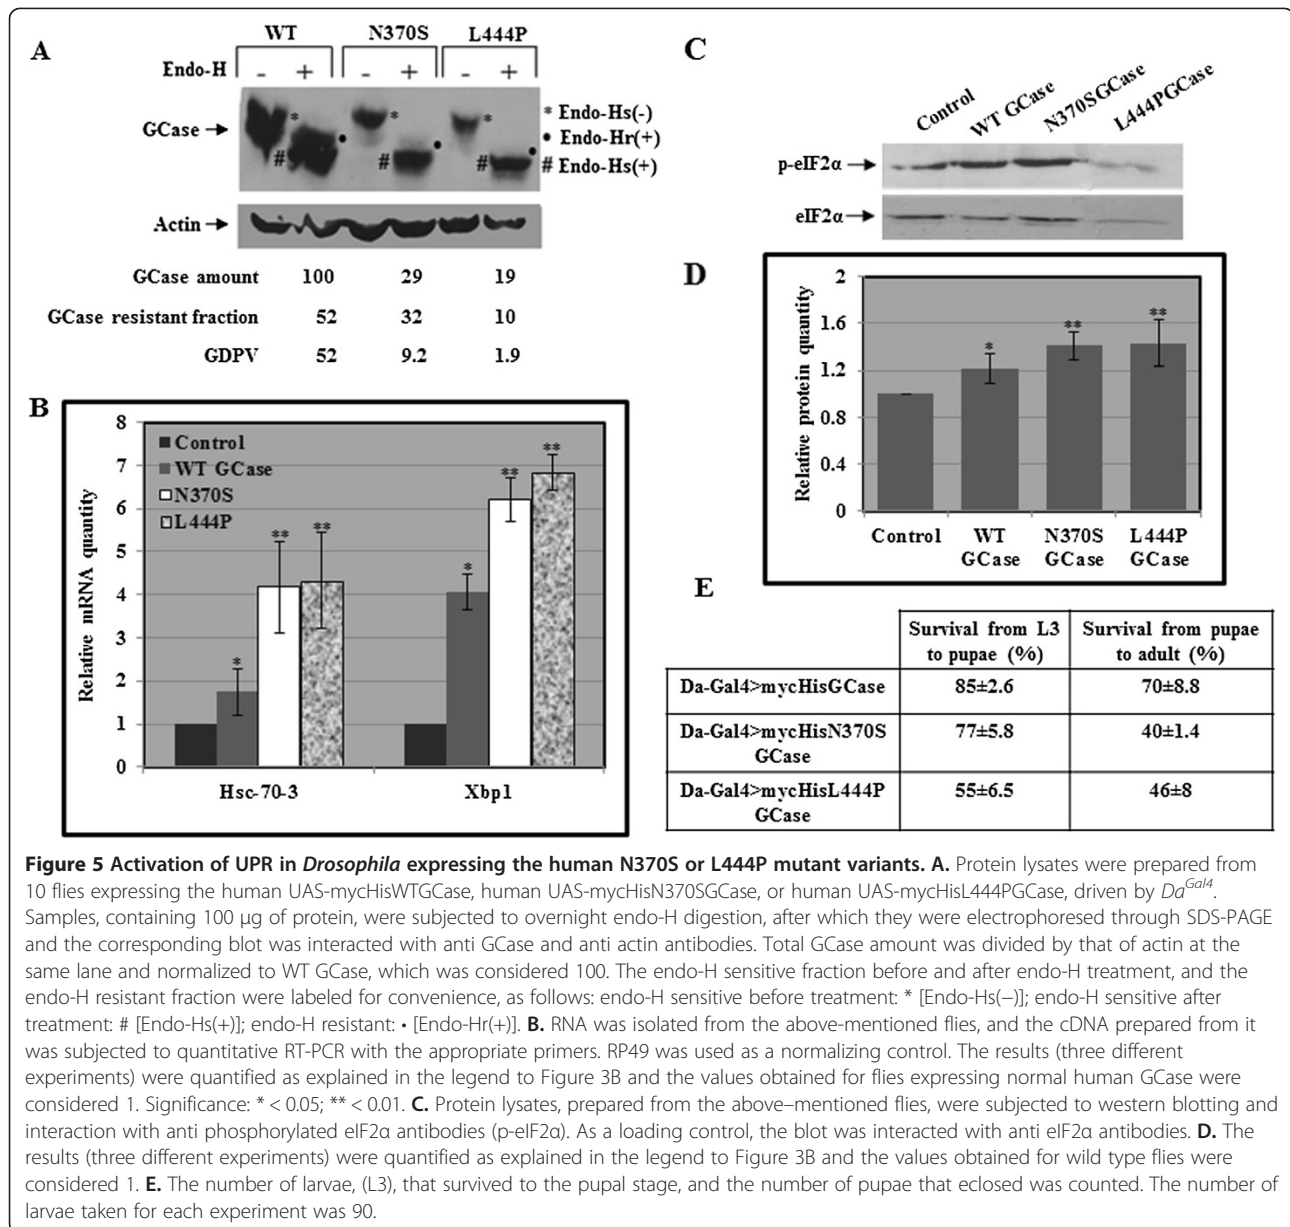 A
WT N370S L444P
Endo-H - + - + - +
GCase → * • * • * • * Endo-Hs(-)
• Endo-Hr(+)
# # # # Endo-Hs(+)
Actin →
GCase amount 100 29 19
GCase resistant fraction 52 32 10
GDPV 52 9.2 1.9
B
8
7
6
5
4
3
2
1
0
Relative mRNA quantity
Control
WT GCase
N370S
L444P
* ** ** * ** **
Hsc-70-3 Xbp1
C
Control WT GCase N370SGCase L444PGCase
p-eIF2α →
eIF2α →
D
2
1.6
1.2
0.8
0.4
0
Relative protein quantity
* ** **
Control WT GCase N370S GCase L444P GCase
E
Survival from L3 to pupae (%) Survival from pupae to adult (%)
Da-Gal4>mycHisGCase 85±2.6 70±8.8
Da-Gal4>mycHisN370S GCase 77±5.8 40±1.4
Da-Gal4>mycHisL444P GCase 55±6.5 46±8
Figure 5 Activation of UPR in Drosophila expressing the human N370S or L444P mutant variants. A. Protein lysates were prepared from
10 flies expressing the human UAS-mycHisWTGCase, human UAS-mycHisN370SGCase, or human UAS-mycHisL444PGCase, driven by Da^Gal4.
Samples, containing 100 μg of protein, were subjected to overnight endo-H digestion, after which they were electrophoresed through SDS-PAGE
and the corresponding blot was interacted with anti GCase and anti actin antibodies. Total GCase amount was divided by that of actin at the
same lane and normalized to WT GCase, which was considered 100. The endo-H sensitive fraction before and after endo-H treatment, and the
endo-H resistant fraction were labeled for convenience, as follows: endo-H sensitive before treatment: * [Endo-Hs(−)]; endo-H sensitive after
treatment: # [Endo-Hs(+)]; endo-H resistant: • [Endo-Hr(+)]. B. RNA was isolated from the above-mentioned flies, and the cDNA prepared from it
was subjected to quantitative RT-PCR with the appropriate primers. RP49 was used as a normalizing control. The results (three different
experiments) were quantified as explained in the legend to Figure 3B and the values obtained for flies expressing normal human GCase were
considered 1. Significance: * < 0.05; ** < 0.01. C. Protein lysates, prepared from the above–mentioned flies, were subjected to western blotting and
interaction with anti phosphorylated eIF2α antibodies (p-eIF2α). As a loading control, the blot was interacted with anti eIF2α antibodies. D. The
results (three different experiments) were quantified as explained in the legend to Figure 3B and the values obtained for wild type flies were
considered 1. E. The number of larvae, (L3), that survived to the pupal stage, and the number of pupae that eclosed was counted. The number of
larvae taken for each experiment was 90.